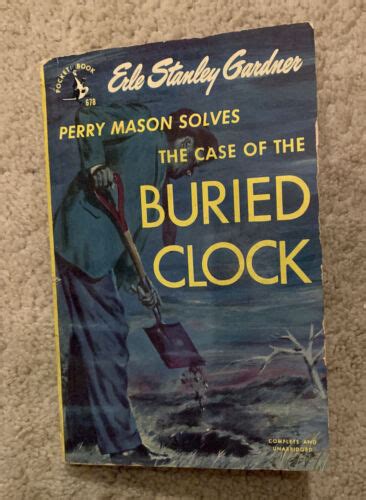 POCKET BOOK
678
Erle Stanley Gardner
PERRY MASON SOLVES
THE CASE OF THE
BURIED
CLOCK
COMPLETE AND
UNABRIDGED